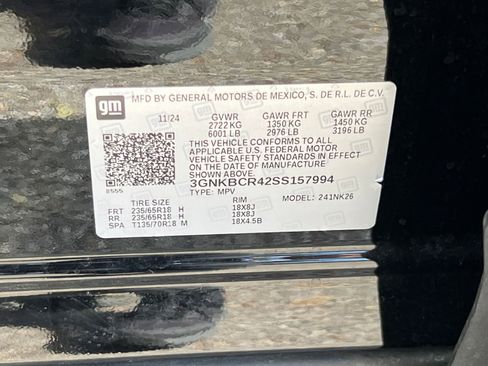 gm
MFD BY GENERAL MOTORS DE MEXICO, S. DE R.L. DE C.V.
11/24 GVWR GAWR FRT GAWR RR
2722 KG 1350 KG 1450 KG
6001 LB 2976 LB 3196 LB
THIS VEHICLE CONFORMS TO ALL
APPLICABLE U.S. FEDERAL MOTOR
VEHICLE SAFETY STANDARDS IN EFFECT ON
THE DATE OF MANUFACTURE SHOWN ABOVE.
3GNKBCR42SS157994
TYPE: MPV MODEL: 241NK26
TIRE SIZE RIM
FRT 235/65R18 H 18X8J
RR 235/65R18 H 18X8J
SPA T135/70R18 M 18X4.5B